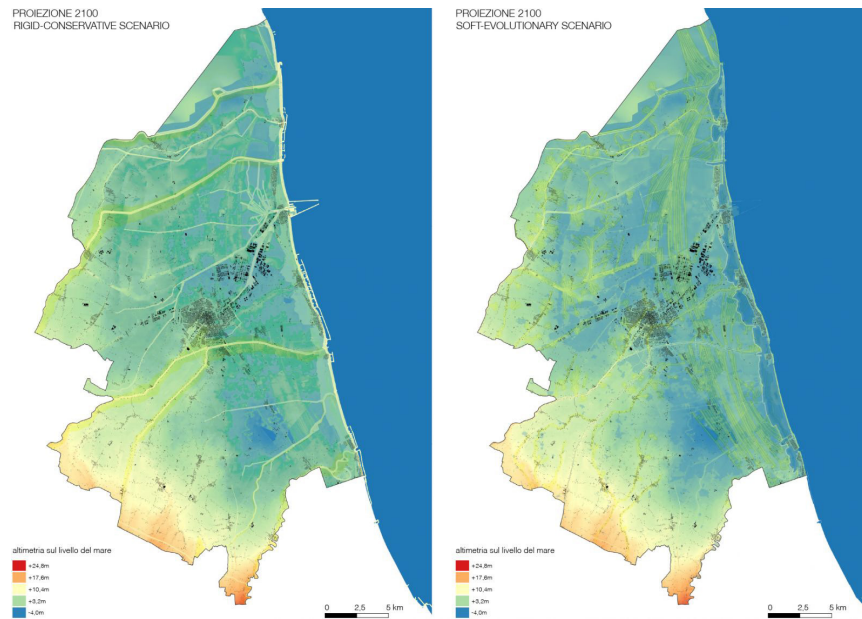 PROIEZIONE 2100
RIGID-CONSERVATIVE SCENARIO
altimetria sul livello del mare
+24,8m
+17,6m
+10,4m
+3,2m
-4,0m
0 2,5 5 km
PROIEZIONE 2100
SOFT-EVOLUTIONARY SCENARIO
altimetria sul livello del mare
+24,8m
+17,6m
+10,4m
+3,2m
-4,0m
0 2,5 5 km